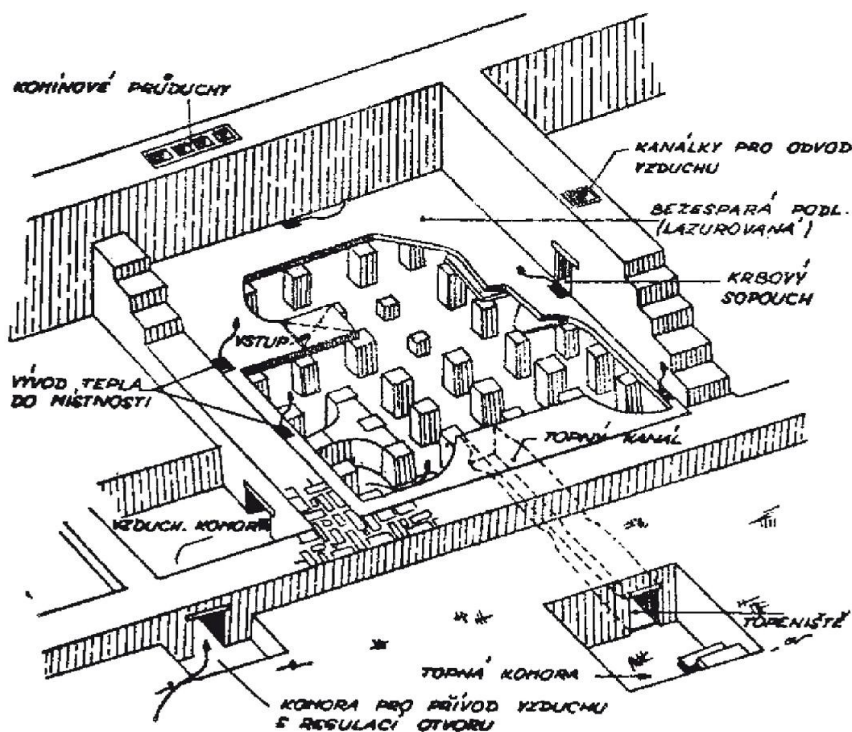 KOMÍNOVÉ PRŮDUCHY
KANÁLKY PRO ODVOD
VZDUCHU
BEZESPARÁ PODL.
(LAZUROVANÁ)
KRBOVÝ
SOPOUCH
VSTUP
VÝVOD TEPLA
DO MÍSTNOSTI
TOPNÝ KANÁL
VZDUCH. KOMORA
TOPENIŠTĚ
TOPNÁ KOMORA
KOMORA PRO PŘÍVOD VZDUCHU
S REGULACÍ OTVORU